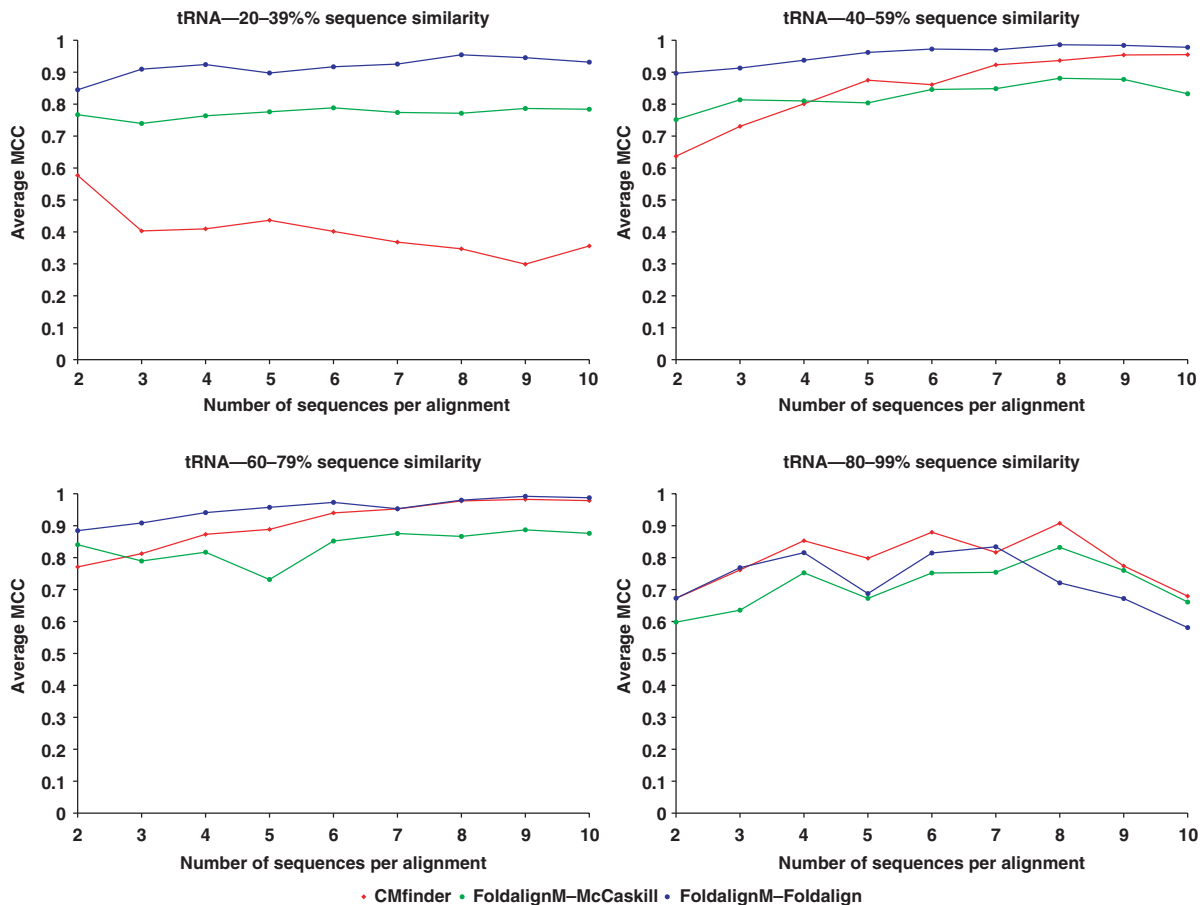 tRNA—20–39%% sequence similarity
1
0.9
0.8
0.7
0.6
0.5
0.4
0.3
0.2
0.1
0
Average MCC
2 3 4 5 6 7 8 9 10
Number of sequences per alignment
tRNA—40–59% sequence similarity
1
0.9
0.8
0.7
0.6
0.5
0.4
0.3
0.2
0.1
0
Average MCC
2 3 4 5 6 7 8 9 10
Number of sequences per alignment
tRNA—60–79% sequence similarity
1
0.9
0.8
0.7
0.6
0.5
0.4
0.3
0.2
0.1
0
Average MCC
2 3 4 5 6 7 8 9 10
Number of sequences per alignment
tRNA—80–99% sequence similarity
1
0.9
0.8
0.7
0.6
0.5
0.4
0.3
0.2
0.1
0
Average MCC
2 3 4 5 6 7 8 9 10
Number of sequences per alignment
CMfinder FoldalignM–McCaskill FoldalignM–Foldalign